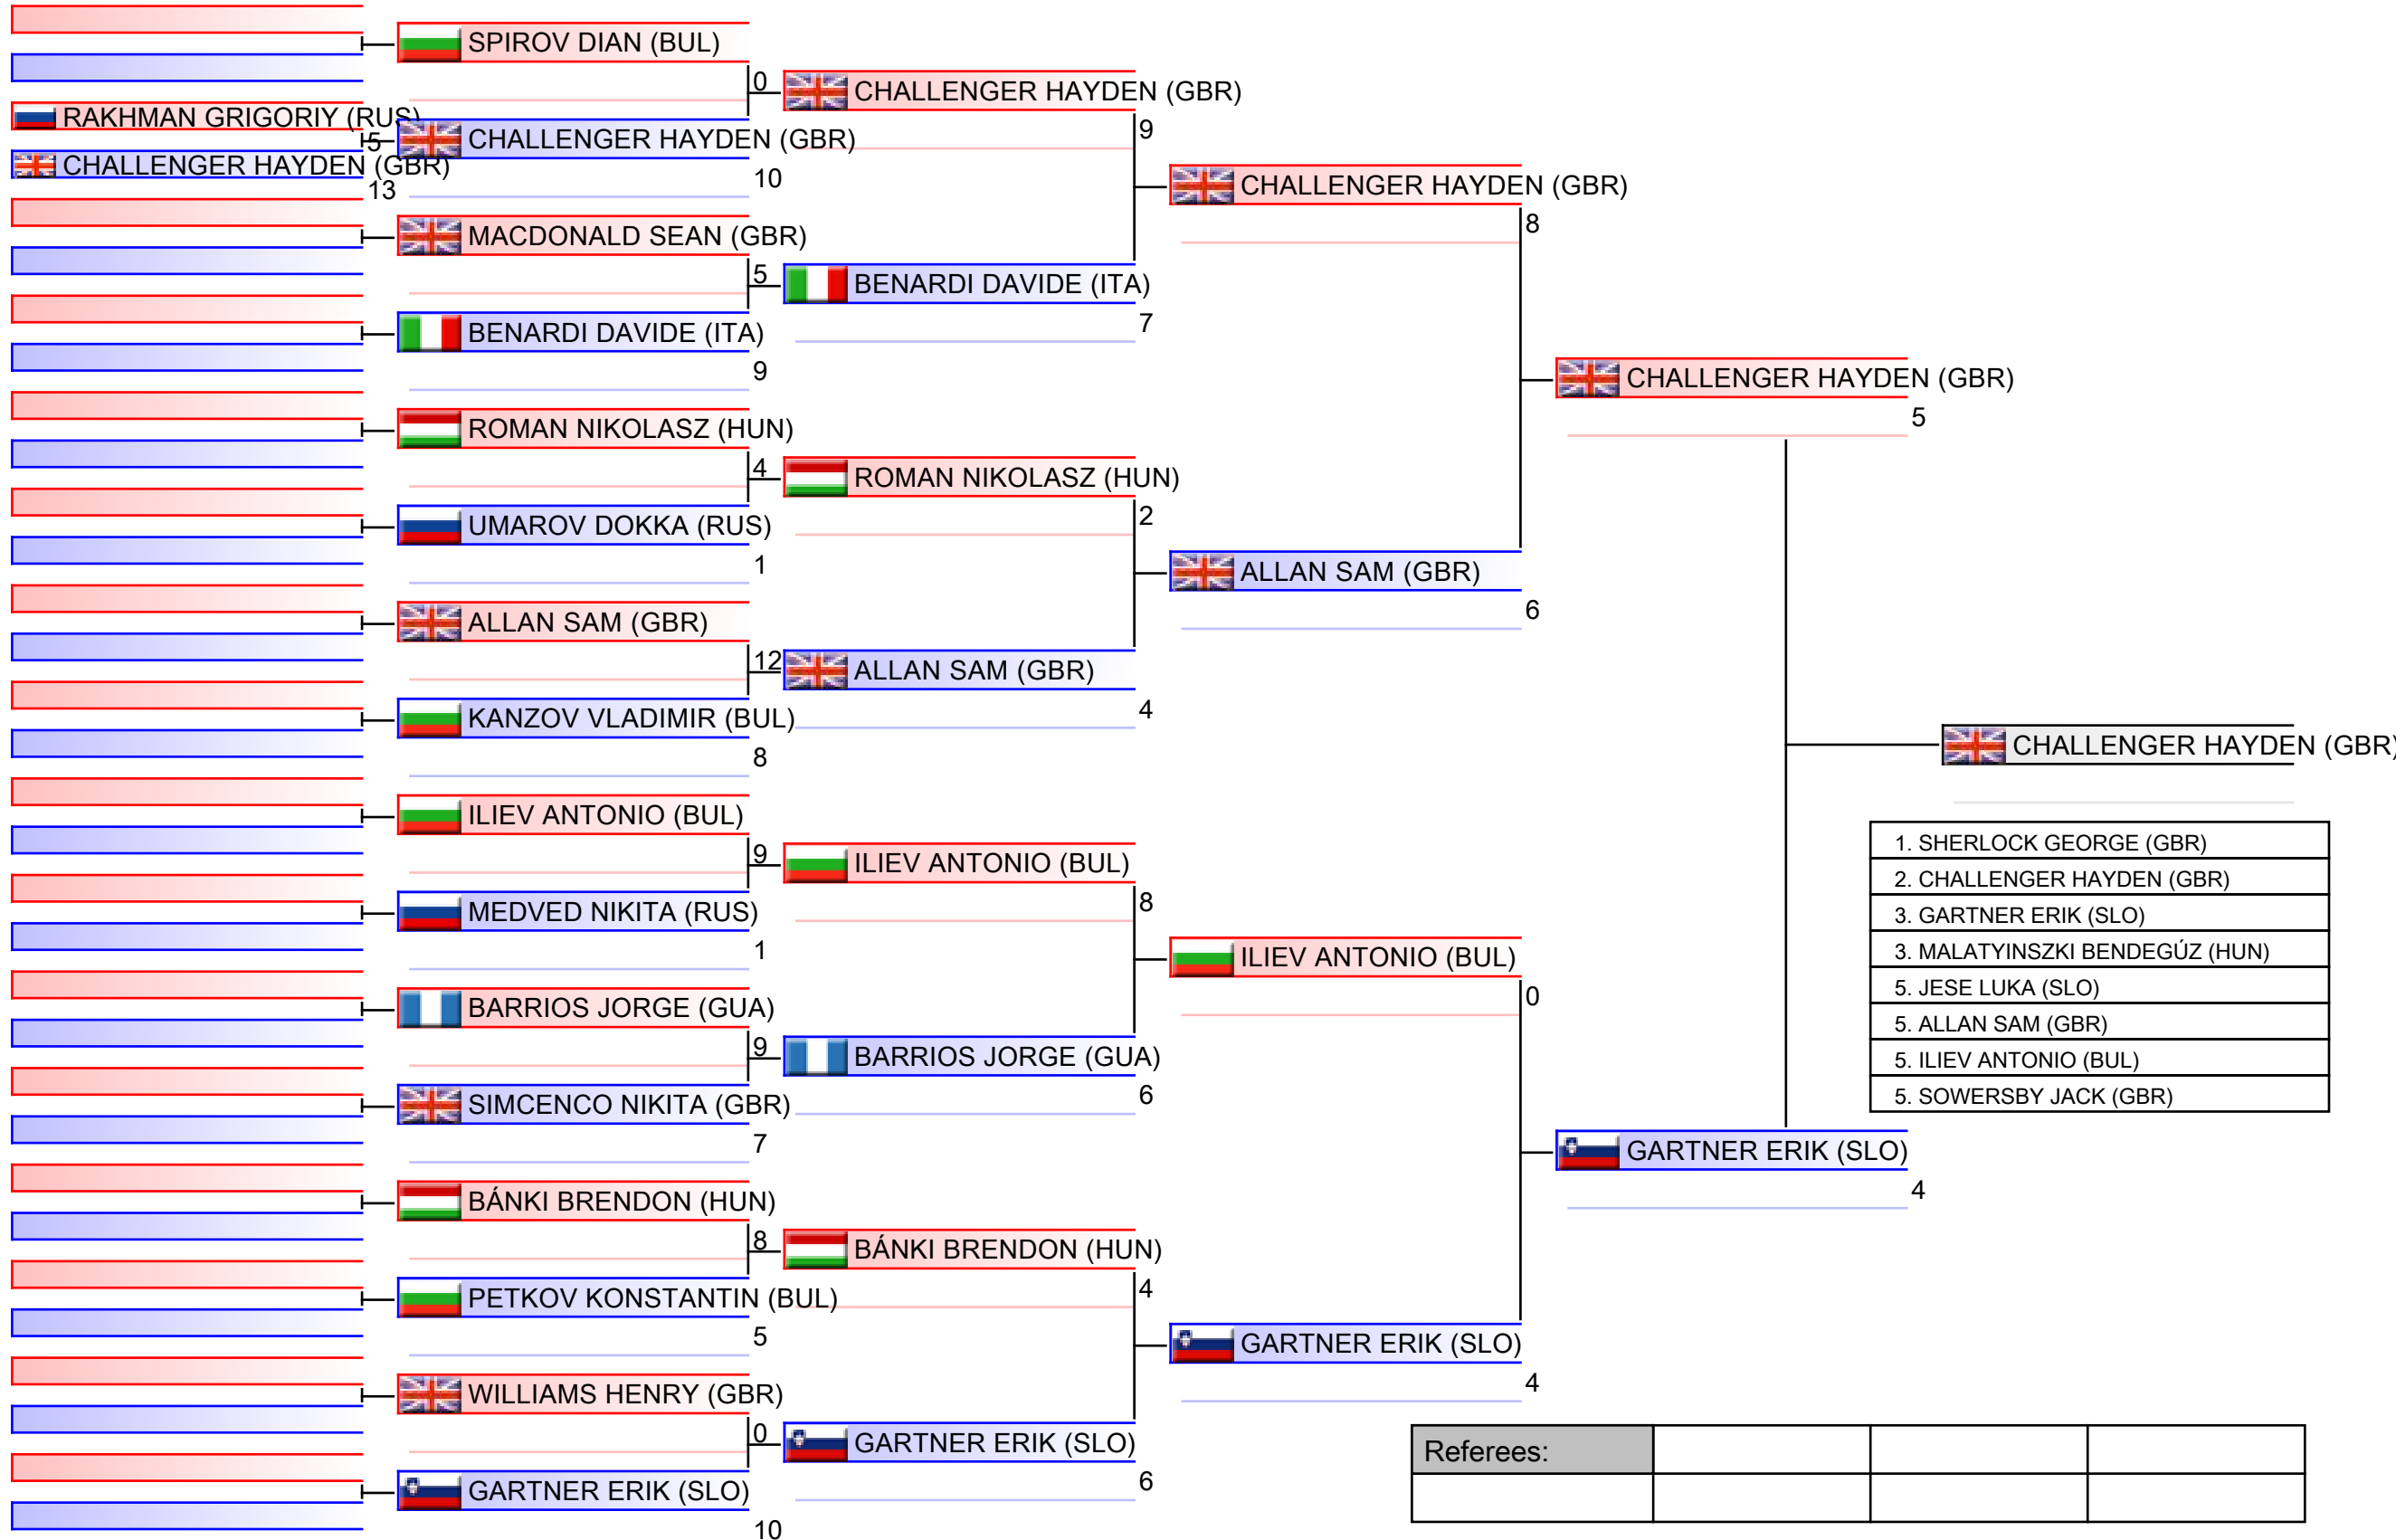 RAKHMAN GRIGORIY (RUS)
5
CHALLENGER HAYDEN (GBR)
13
SPIROV DIAN (BUL)
0
CHALLENGER HAYDEN (GBR)
10
MACDONALD SEAN (GBR)
5
BENARDI DAVIDE (ITA)
9
ROMAN NIKOLASZ (HUN)
4
UMAROV DOKKA (RUS)
1
ALLAN SAM (GBR)
12
KANZOV VLADIMIR (BUL)
8
ILIEV ANTONIO (BUL)
9
MEDVED NIKITA (RUS)
1
BARRIOS JORGE (GUA)
9
SIMCENCO NIKITA (GBR)
7
BÁNKI BRENDON (HUN)
8
PETKOV KONSTANTIN (BUL)
5
WILLIAMS HENRY (GBR)
0
GARTNER ERIK (SLO)
10
CHALLENGER HAYDEN (GBR)
9
BENARDI DAVIDE (ITA)
7
ROMAN NIKOLASZ (HUN)
2
ALLAN SAM (GBR)
4
ILIEV ANTONIO (BUL)
8
BARRIOS JORGE (GUA)
6
BÁNKI BRENDON (HUN)
4
GARTNER ERIK (SLO)
6
CHALLENGER HAYDEN (GBR)
8
ALLAN SAM (GBR)
6
ILIEV ANTONIO (BUL)
0
GARTNER ERIK (SLO)
4
CHALLENGER HAYDEN (GBR)
5
GARTNER ERIK (SLO)
4
CHALLENGER HAYDEN (GBR)
1. SHERLOCK GEORGE (GBR)
2. CHALLENGER HAYDEN (GBR)
3. GARTNER ERIK (SLO)
3. MALATYINSZKI BENDEGÚZ (HUN)
5. JESE LUKA (SLO)
5. ALLAN SAM (GBR)
5. ILIEV ANTONIO (BUL)
5. SOWERSBY JACK (GBR)
Referees: